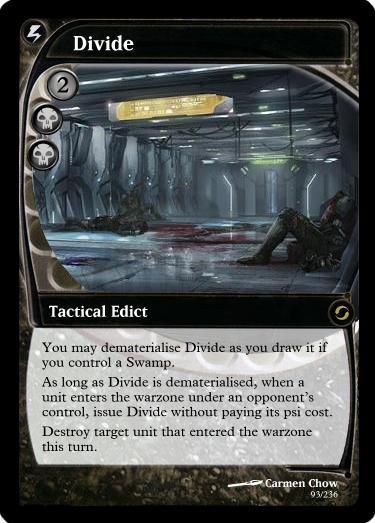 Divide
2
Tactical Edict
You may dematerialise Divide as you draw it if
you control a Swamp.
As long as Divide is dematerialised, when a
unit enters the warzone under an opponent's
control, issue Divide without paying its psi cost.
Destroy target unit that entered the warzone
this turn.
Carmen Chow
93/236